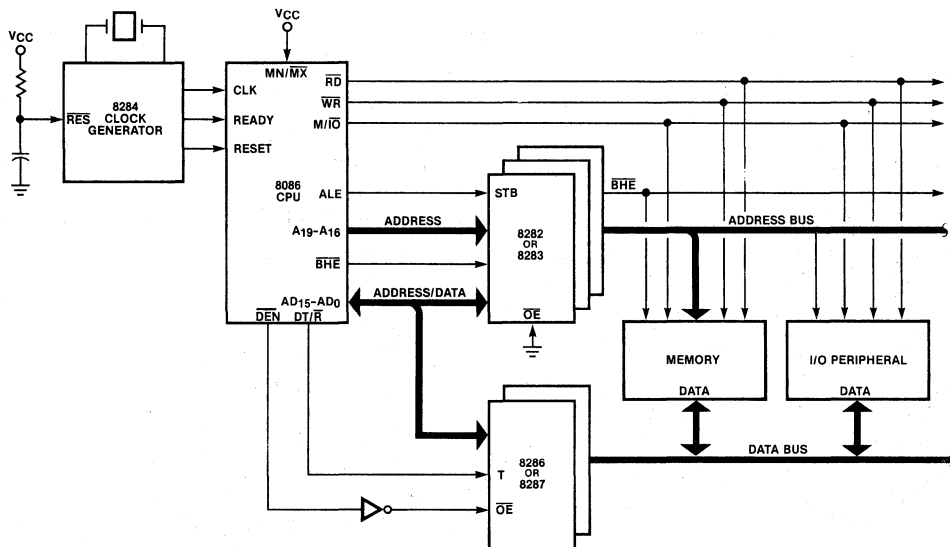 VCC
8284
CLOCK
GENERATOR
RES
VCC
MN/MX
CLK
READY
RESET
8086
CPU
RD
WR
M/IO
ALE
A19-A16
BHE
AD15-AD0
DEN
DT/R
ADDRESS
ADDRESS/DATA
STB
8282
OR
8283
OE
BHE
ADDRESS BUS
MEMORY
DATA
I/O PERIPHERAL
DATA
DATA BUS
T
8286
OR
8287
OE